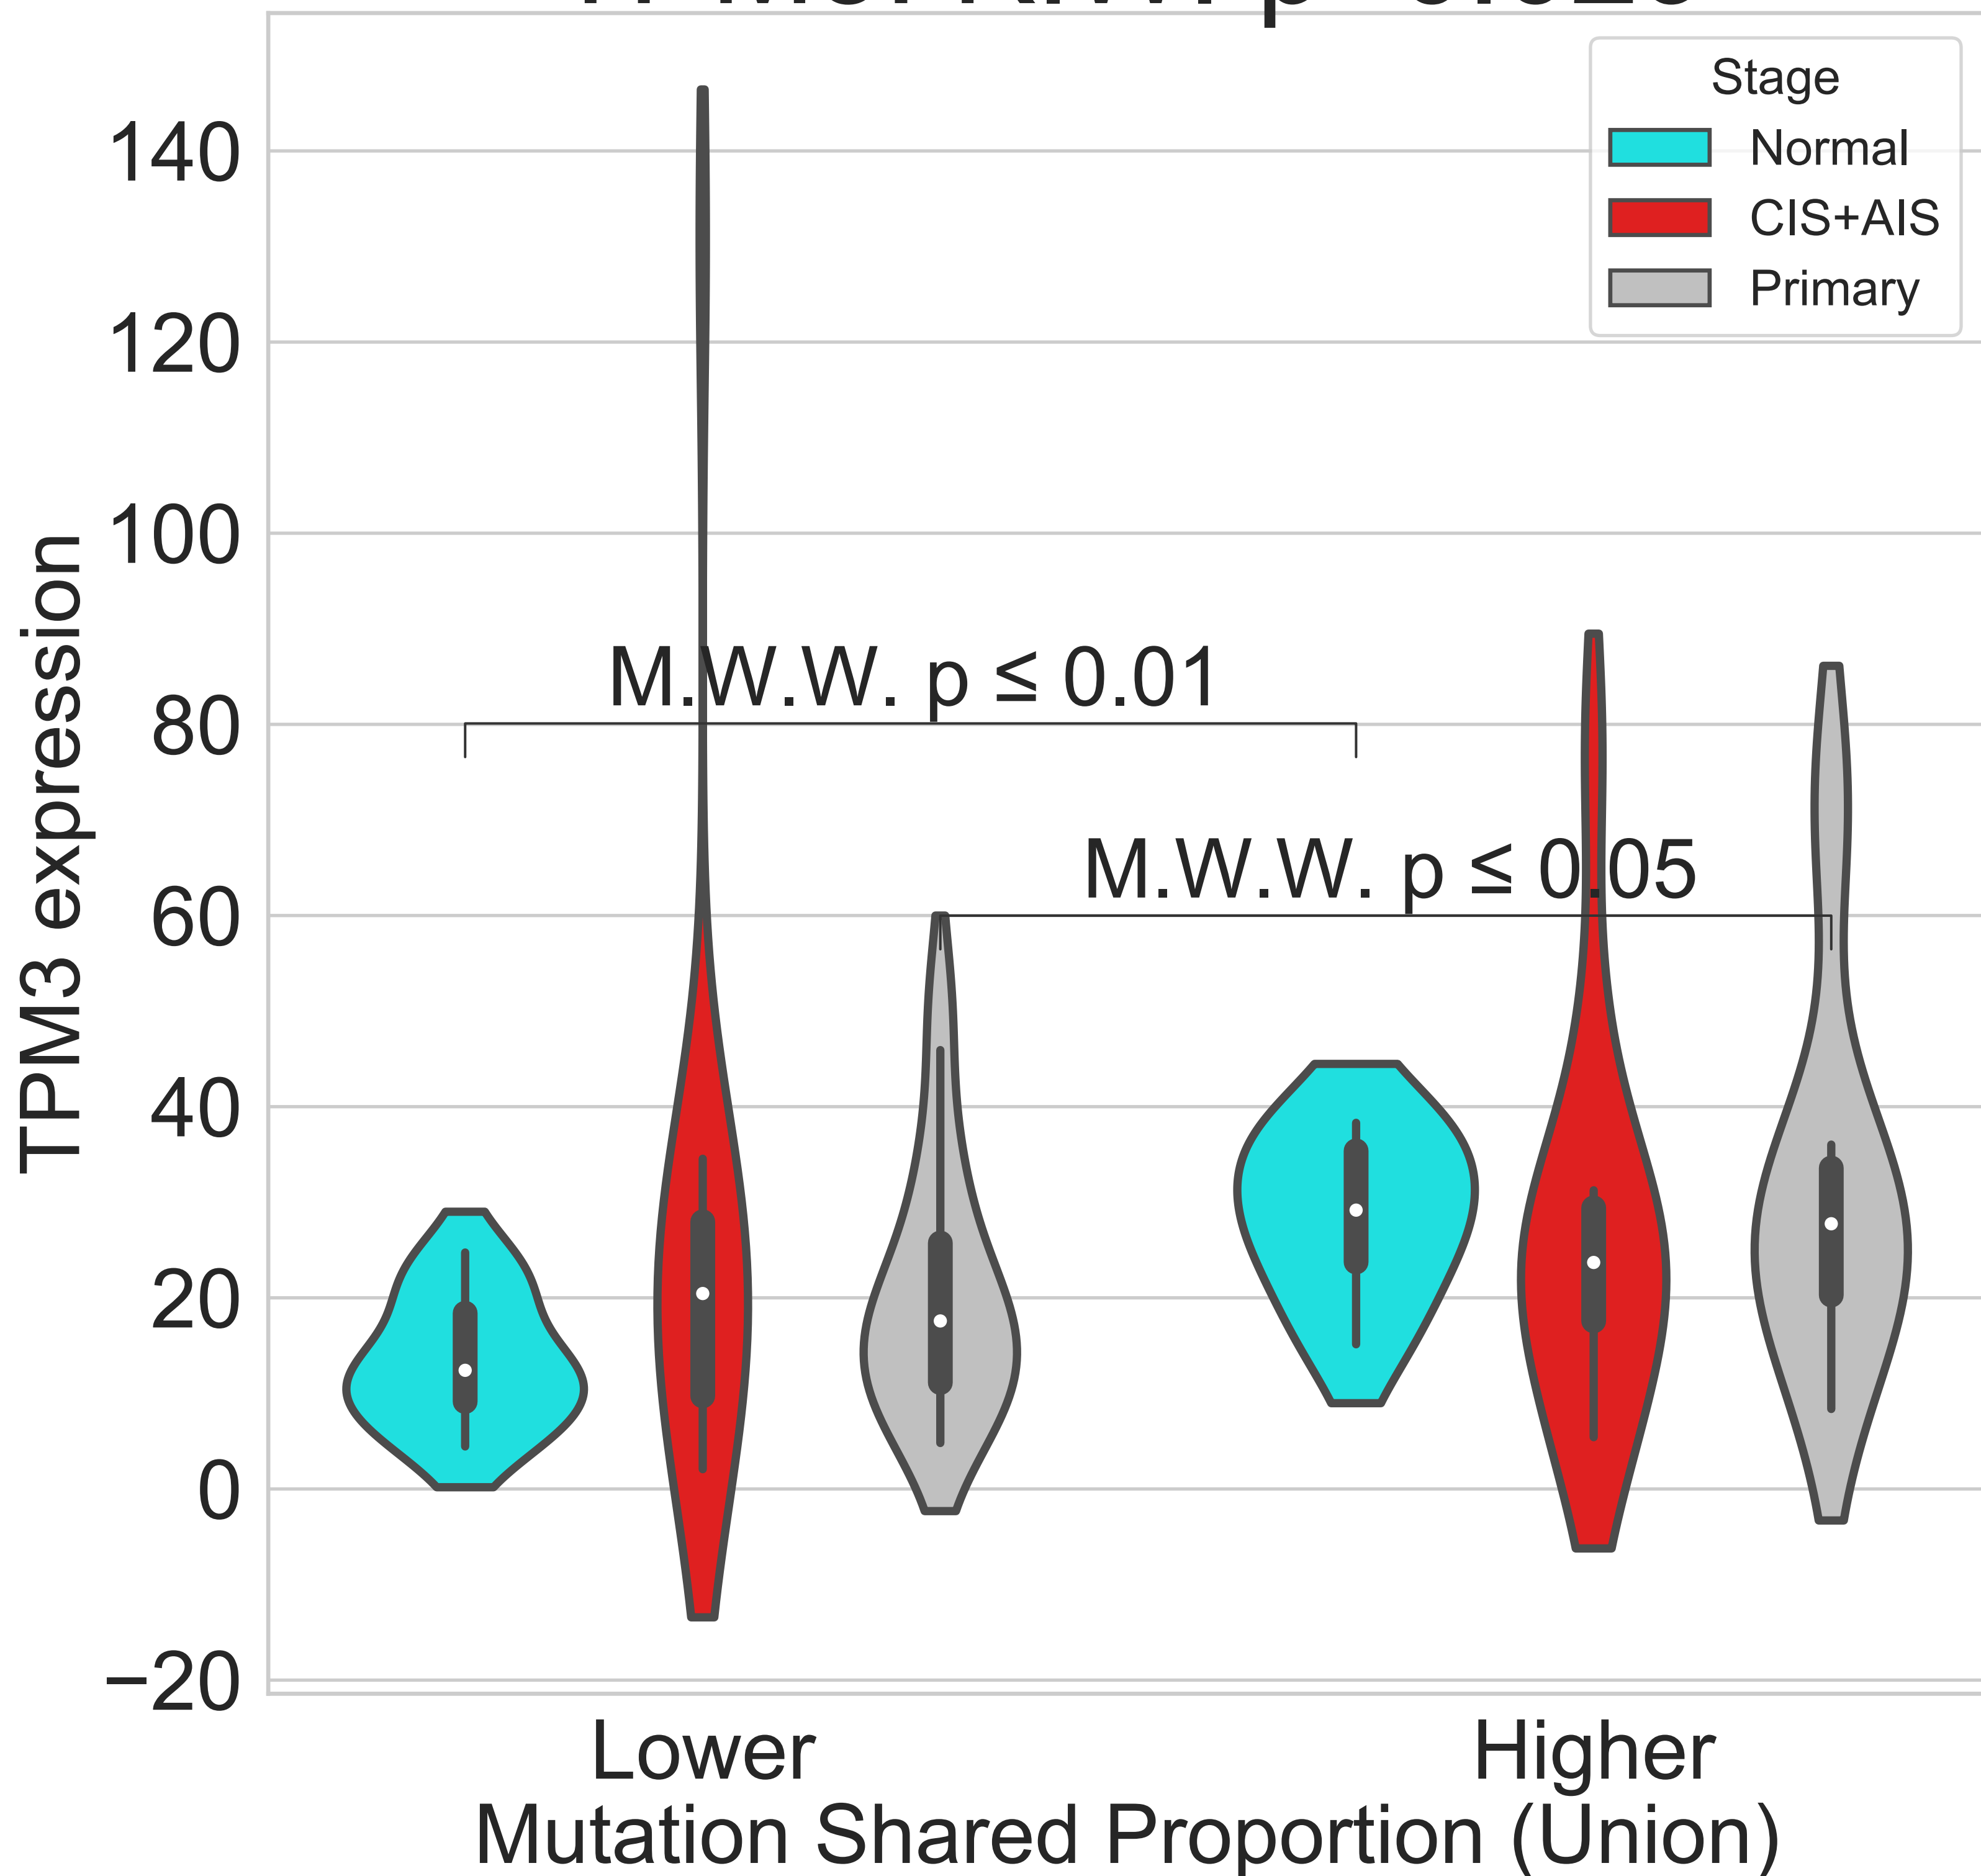 Stage
Normal
CIS+AIS
Primary
140
120
100
80
60
40
20
0
−20
TPM3 expression
M.W.W. p ≤ 0.01
M.W.W. p ≤ 0.05
Lower
Higher
Mutation Shared Proportion (Union)